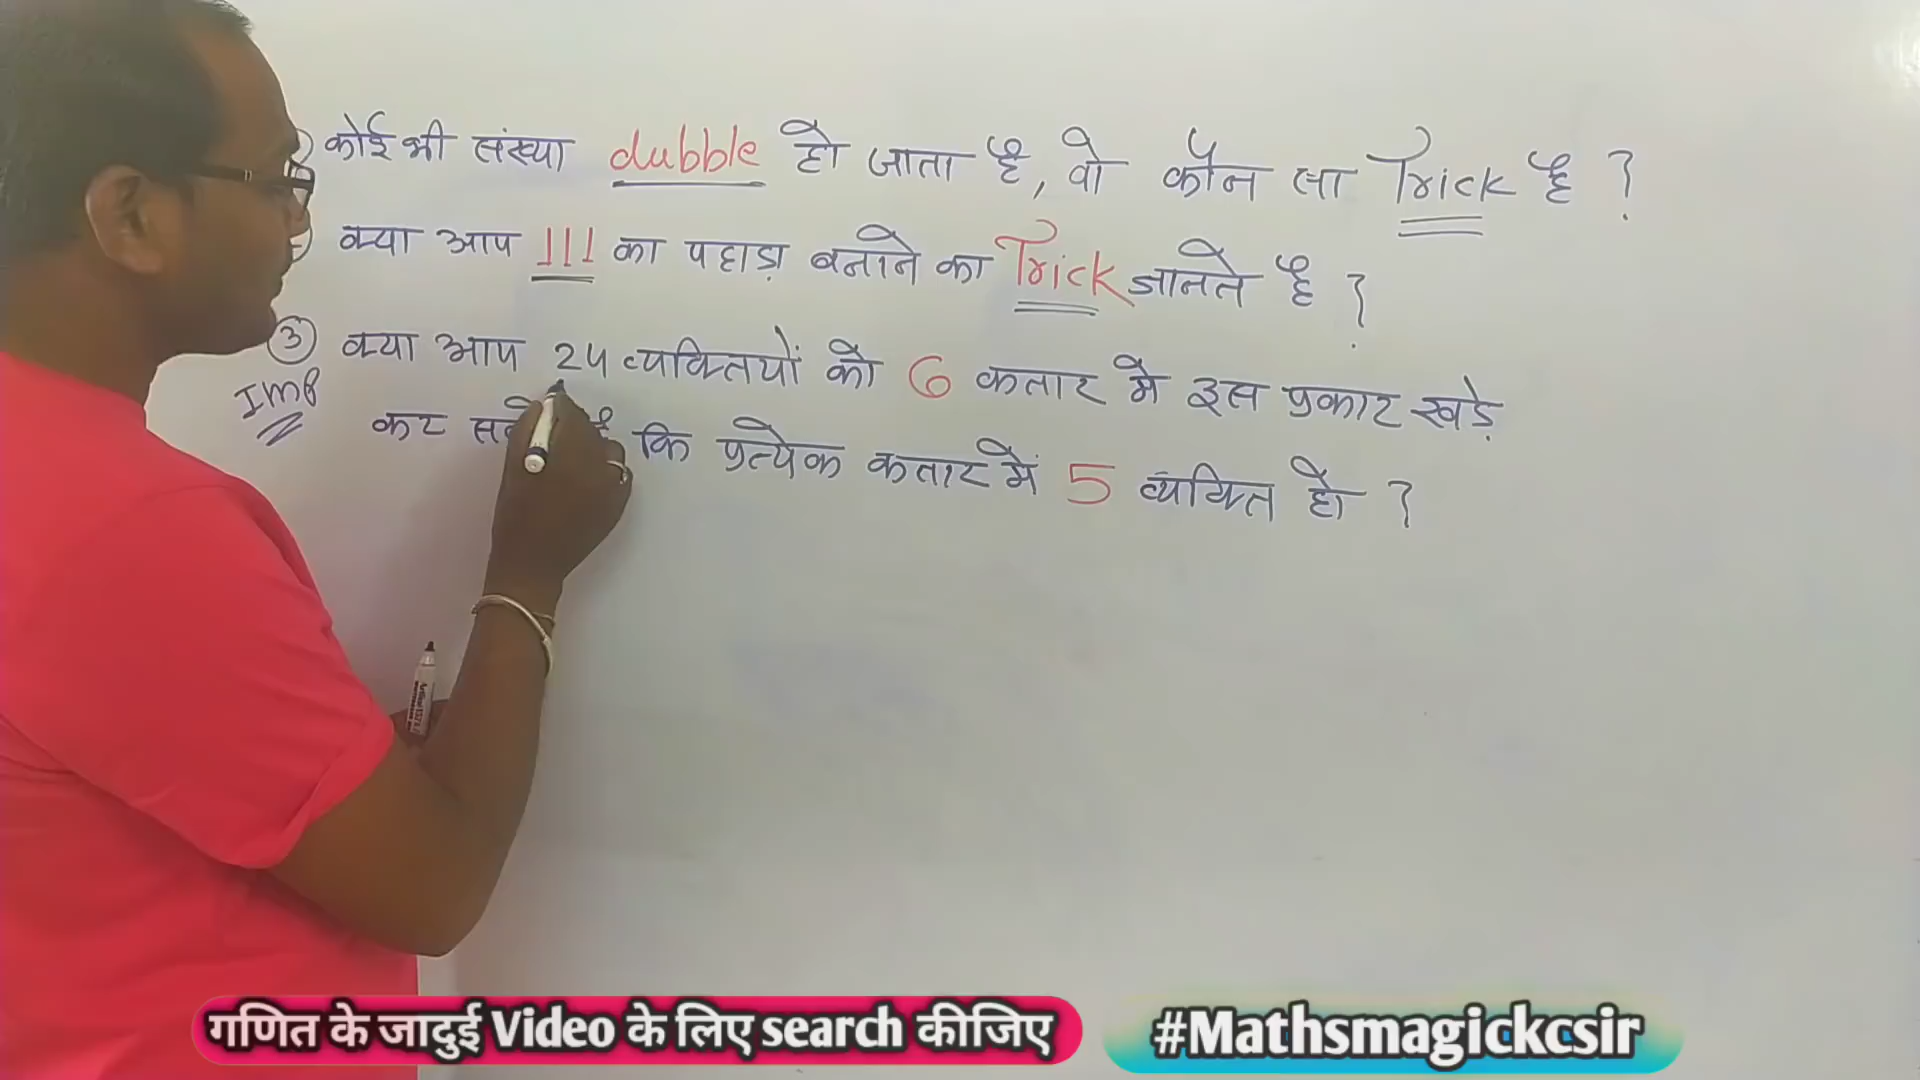 कोई भी संख्या dubble हो जाता है, वो कौन सा Trick है ?
क्या आप 111 का पहाड़ा बनाने का Trick जानते है ?
③ क्या आप 24 व्यक्तियों को 6 कतार मे इस प्रकार खड़े
IMP
कर कि प्रत्येक कतार में 5 व्यक्ति हो ?
गणित के जादुई Video के लिए search कीजिए
#Mathsmagickcsir